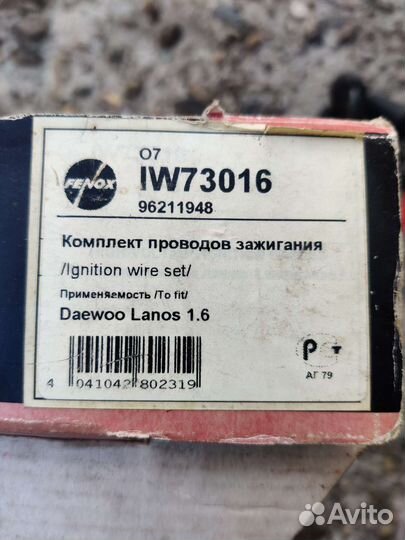 FENOX
O7
IW73016
96211948
Комплект проводов зажигания
/Ignition wire set/
Применяемость /To fit/
Daewoo Lanos 1.6
4 041042 802319
АГ 79
Avito